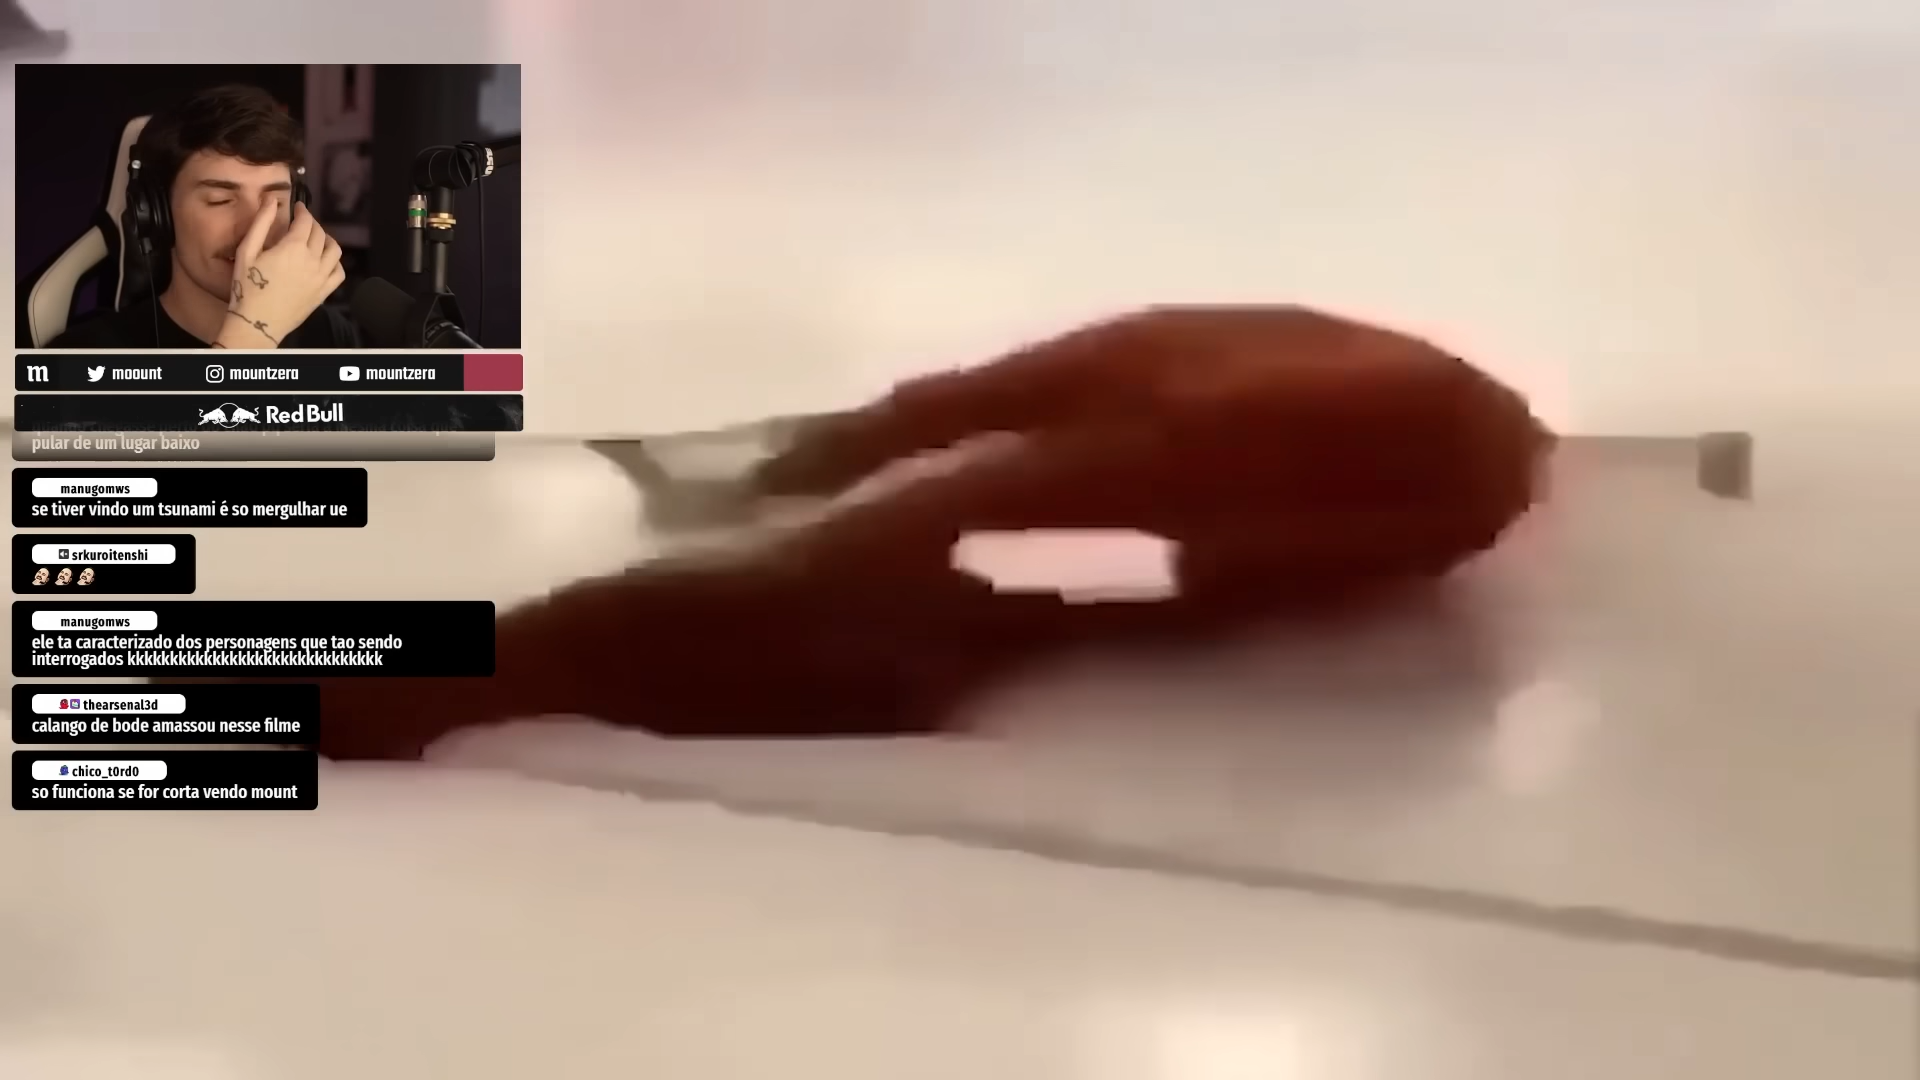 m moount mountzera mountzera
Red Bull
pular de um lugar baixo
manugomws
se tiver vindo um tsunami é so mergulhar ue
srkuroitenshi
manugomws
ele ta caracterizado dos personagens que tao sendo
interrogados kkkkkkkkkkkkkkkkkkkkkkkkkkkkkk
thearsenal3d
calango de bode amassou nesse filme
chico_t0rd0
so funciona se for corta vendo mount